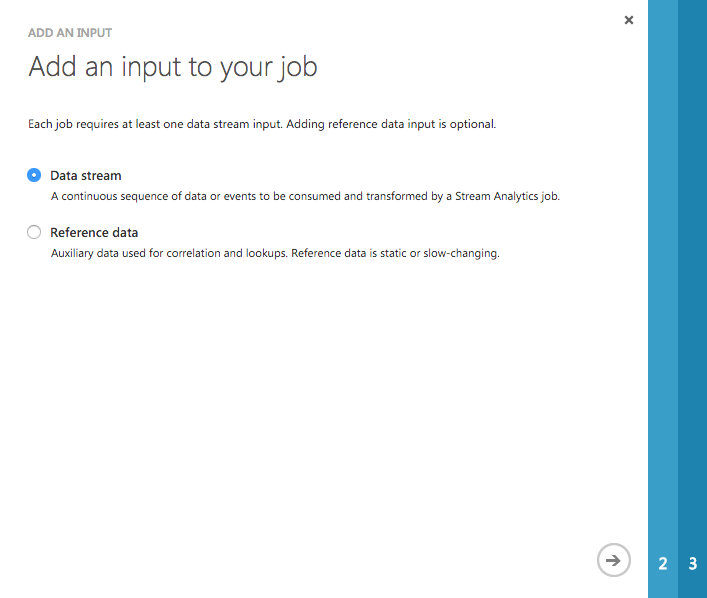 ADD AN INPUT
Add an input to your job
Each job requires at least one data stream input. Adding reference data input is optional.
Data stream
A continuous sequence of data or events to be consumed and transformed by a Stream Analytics job.
Reference data
Auxiliary data used for correlation and lookups. Reference data is static or slow-changing.
2 3